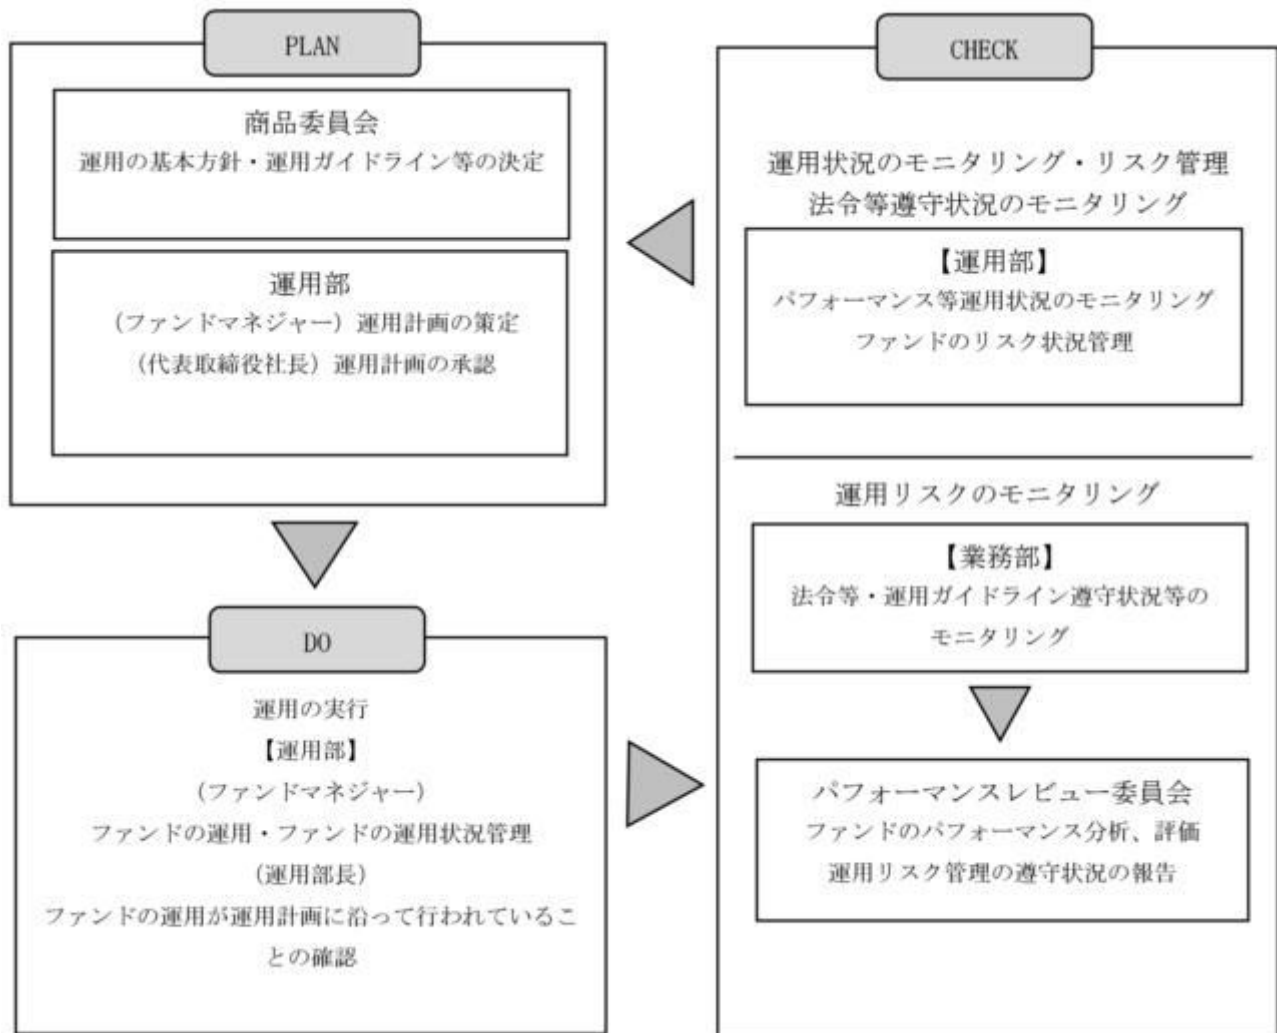 PLAN
商品委員会
運用の基本方針・運用ガイドライン等の決定
運用部
(ファンドマネジャー)運用計画の策定
(代表取締役社長)運用計画の承認
DO
運用の実行
【運用部】
(ファンドマネジャー)
ファンドの運用・ファンドの運用状況管理
(運用部長)
ファンドの運用が運用計画に沿って行われているこ
との確認
CHECK
運用状況のモニタリング・リスク管理
法令等遵守状況のモニタリング
【運用部】
パフォーマンス等運用状況のモニタリング
ファンドのリスク状況管理
運用リスクのモニタリング
【業務部】
法令等・運用ガイドライン遵守状況等の
モニタリング
パフォーマンスレビュー委員会
ファンドのパフォーマンス分析、評価
運用リスク管理の遵守状況の報告